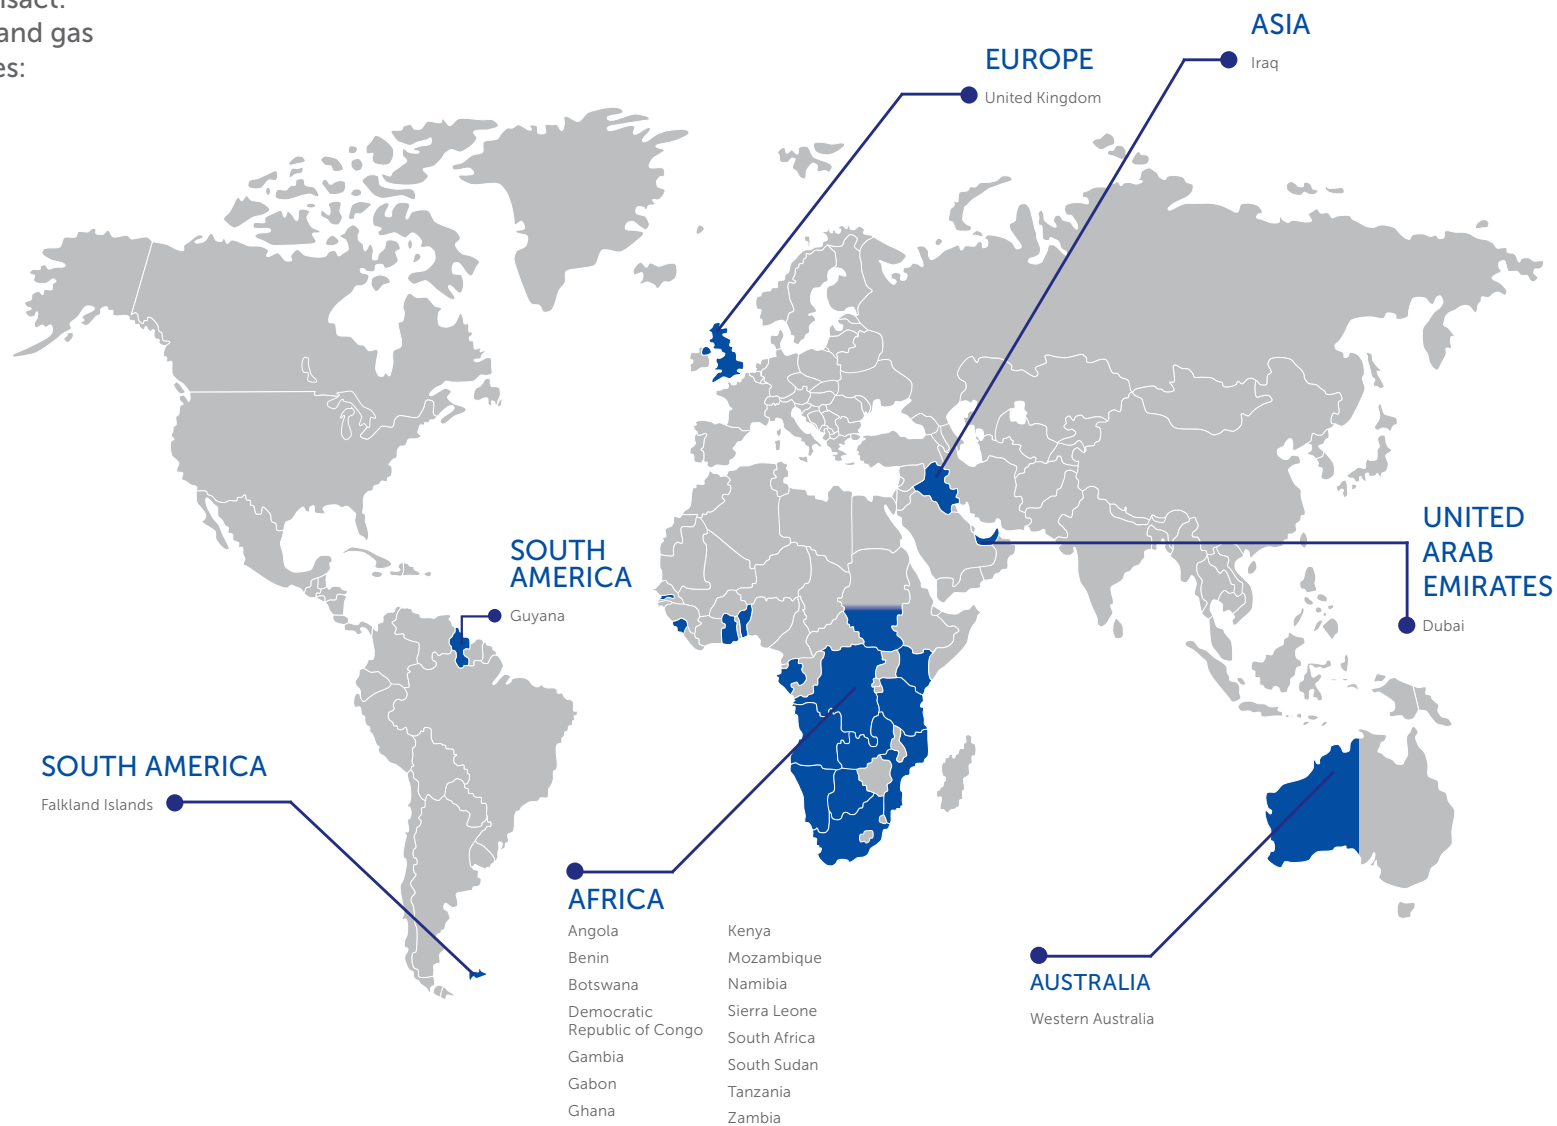 and gas
es:
ASIA
Iraq
EUROPE
United Kingdom
UNITED
ARAB
EMIRATES
Dubai
SOUTH
AMERICA
Guyana
SOUTH AMERICA
Falkland Islands
AFRICA
Angola
Benin
Botswana
Democratic
Republic of Congo
Gambia
Gabon
Ghana
Kenya
Mozambique
Namibia
Sierra Leone
South Africa
South Sudan
Tanzania
Zambia
AUSTRALIA
Western Australia